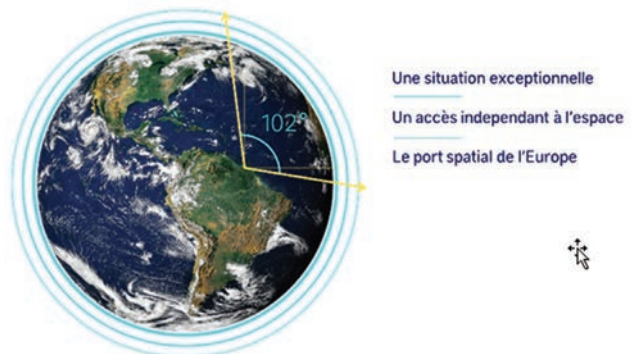 102°
Une situation exceptionnelle
Un accès independant à l'espace
Le port spatial de l'Europe